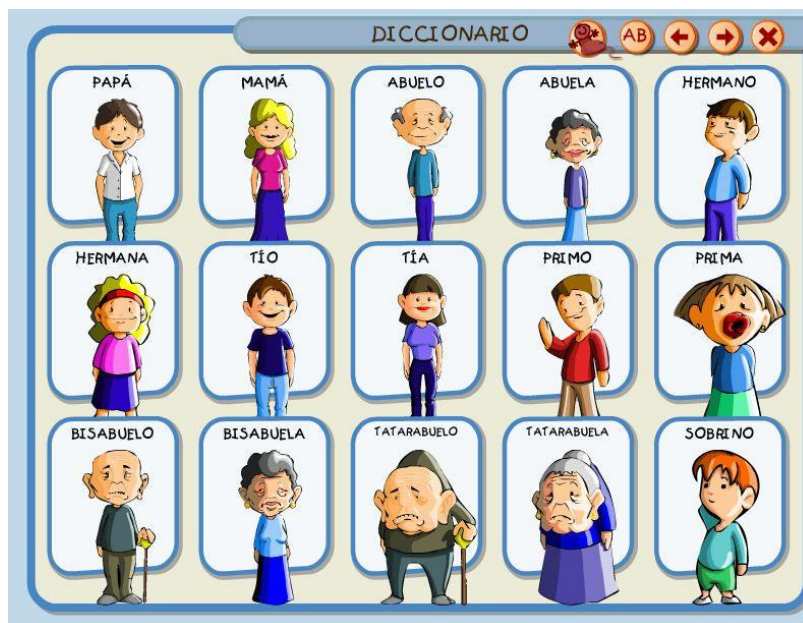 DICCIONARIO
AB
PAPÁ
MAMÁ
ABUELO
ABUELA
HERMANO
HERMANA
TÍO
TÍA
PRIMO
PRIMA
BISABUELO
BISABUELA
TATARABUELO
TATARABUELA
SOBRINO